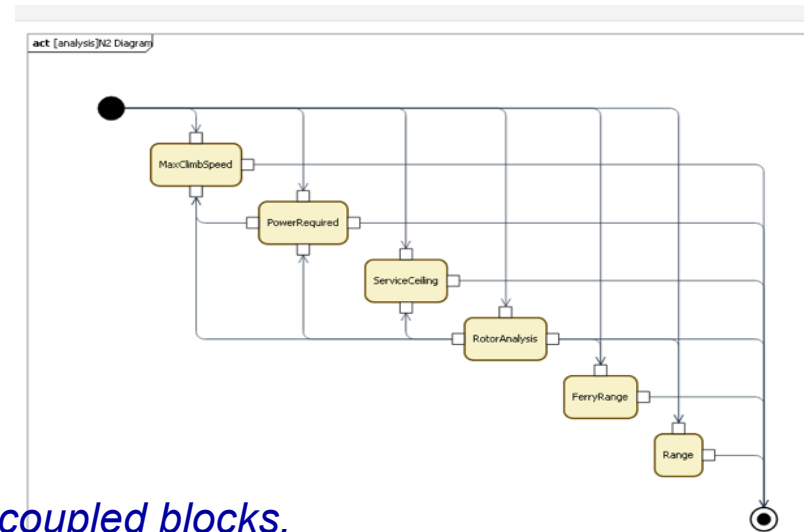 act [analysis]N2 Diagram
MaxClimbSpeed
PowerRequired
ServiceCeiling
RotorAnalysis
FerryRange
Range
coupled blocks.